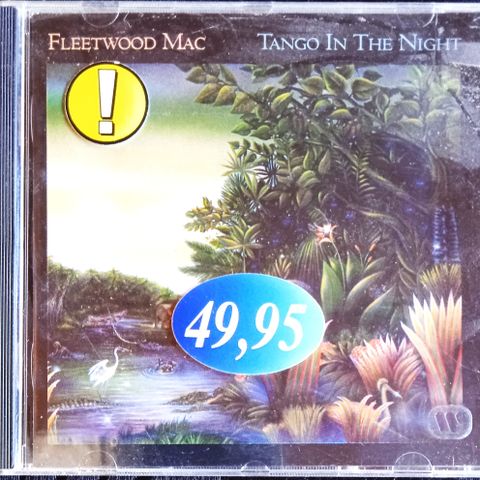 FLEETWOOD MAC TANGO IN THE NIGHT
!
49,95